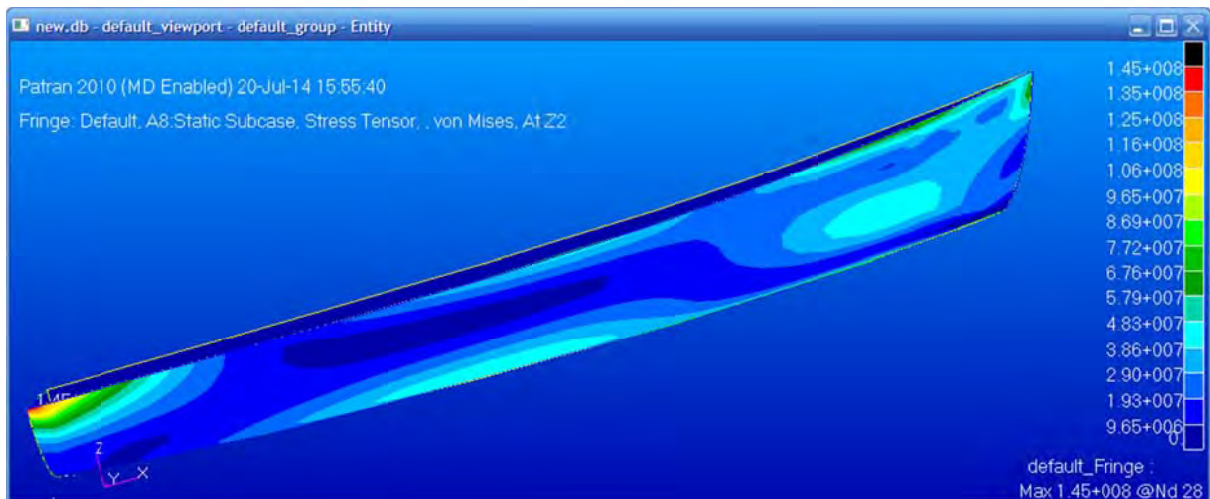 new.db - default_viewport - default_group - Entity
Patran 2010 (MD Enabled) 20-Jul-14 15:55:40
Fringe: Default, A8:Static Subcase, Stress Tensor, , von Mises, At Z2
1.45+008
1.35+008
1.25+008
1.16+008
1.06+008
9.65+007
8.69+007
7.72+007
6.76+007
5.79+007
4.83+007
3.86+007
2.90+007
1.93+007
9.65+006
0.
Z
Y X
default_Fringe :
Max 1.45+008 @Nd 28